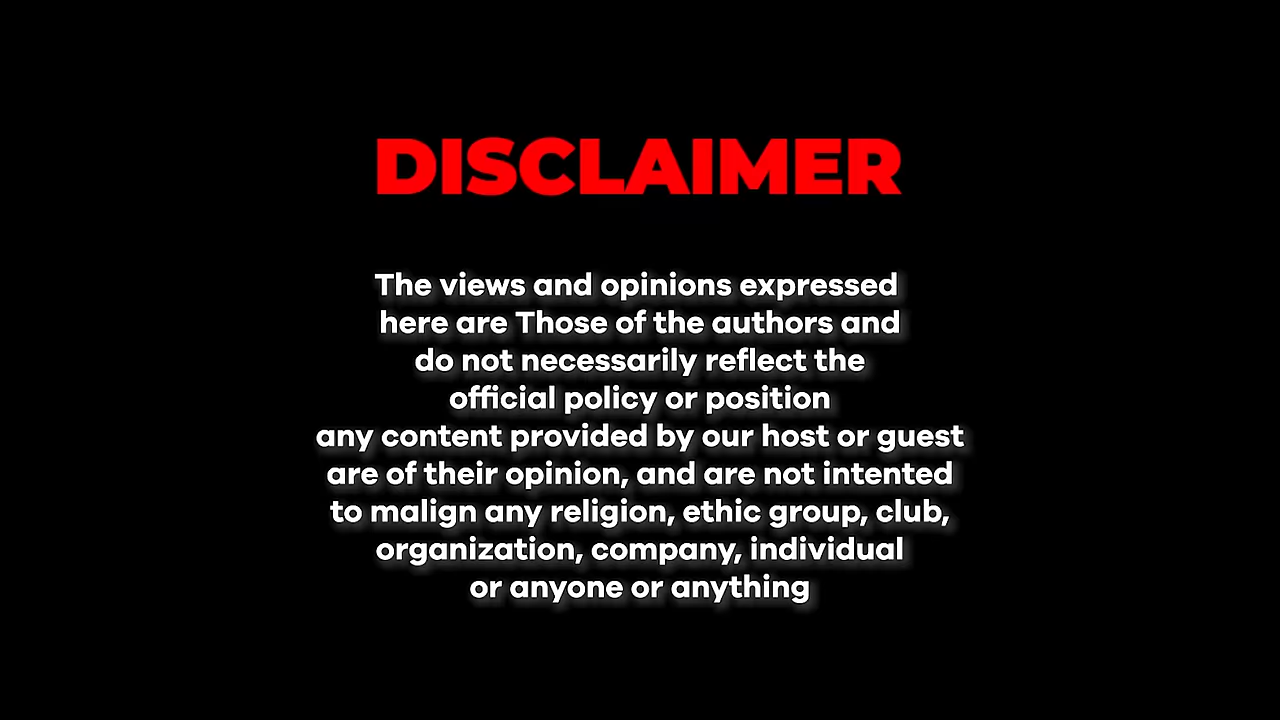 DISCLAIMER
The views and opinions expressed
here are Those of the authors and
do not necessarily reflect the
official policy or position
any content provided by our host or guest
are of their opinion, and are not intented
to malign any religion, ethic group, club,
organization, company, individual
or anyone or anything